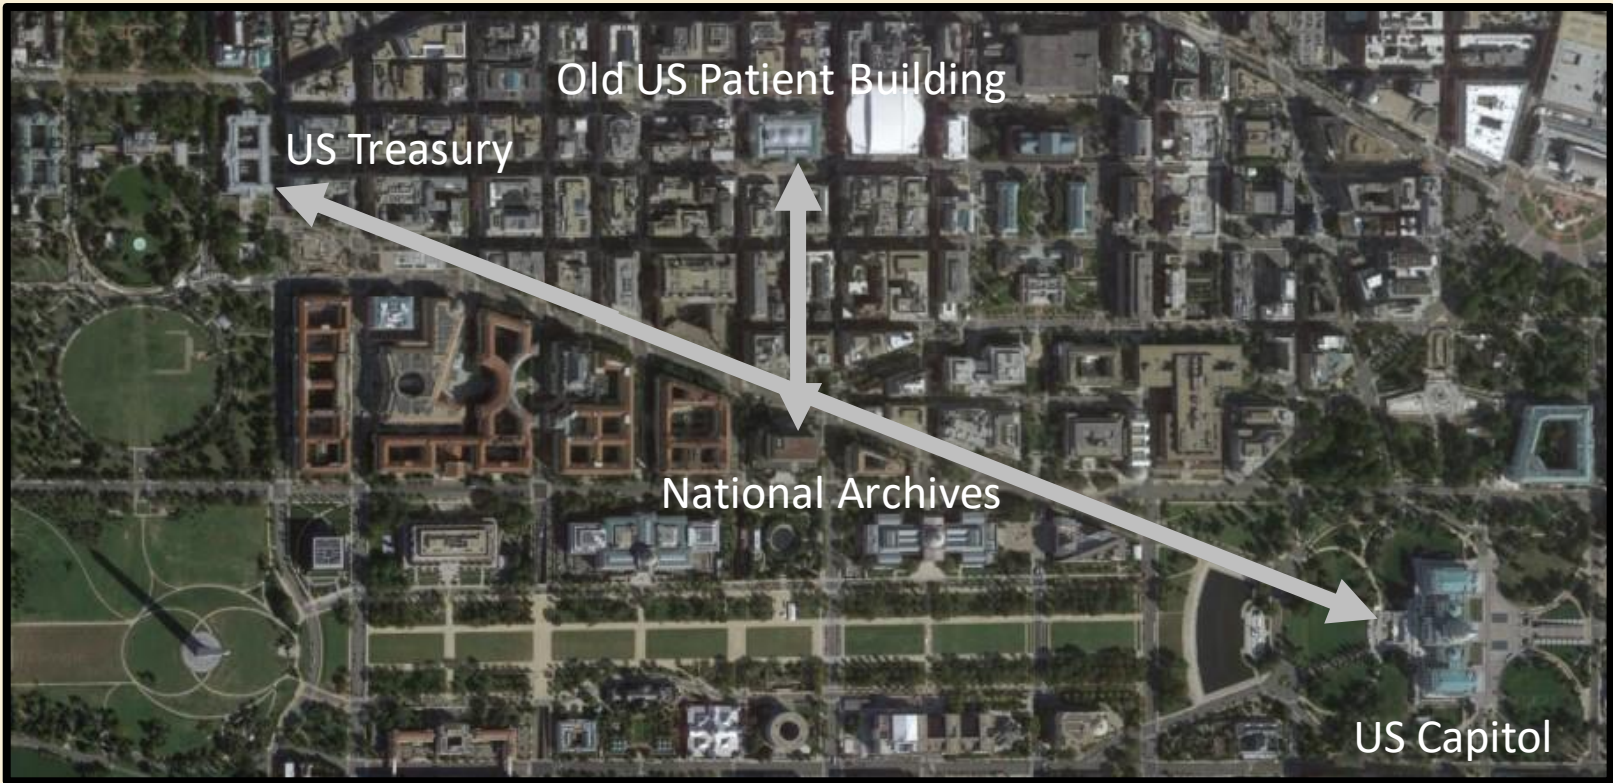 Old US Patient Building
US Treasury
National Archives
US Capitol